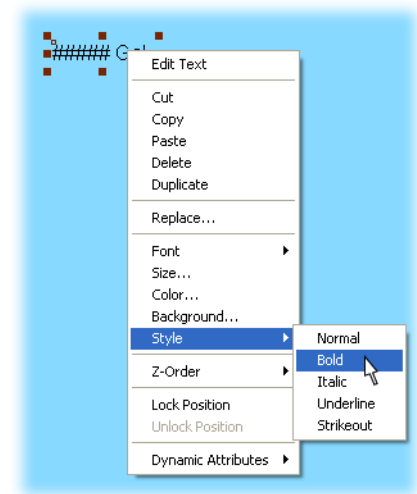 ######
Edit Text
Cut
Copy
Paste
Delete
Duplicate
Replace...
Font
Size...
Color...
Background...
Style
Normal
Bold
Italic
Underline
Strikeout
Z-Order
Lock Position
Unlock Position
Dynamic Attributes